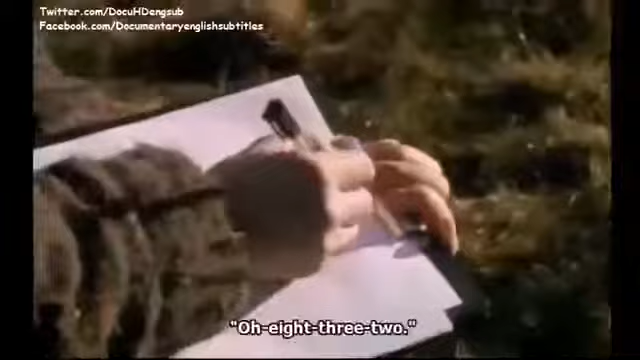 Twitter.com/DocuHDengsub
Facebook.com/Documentaryenglishsubtitles
"Oh-eight-three-two."